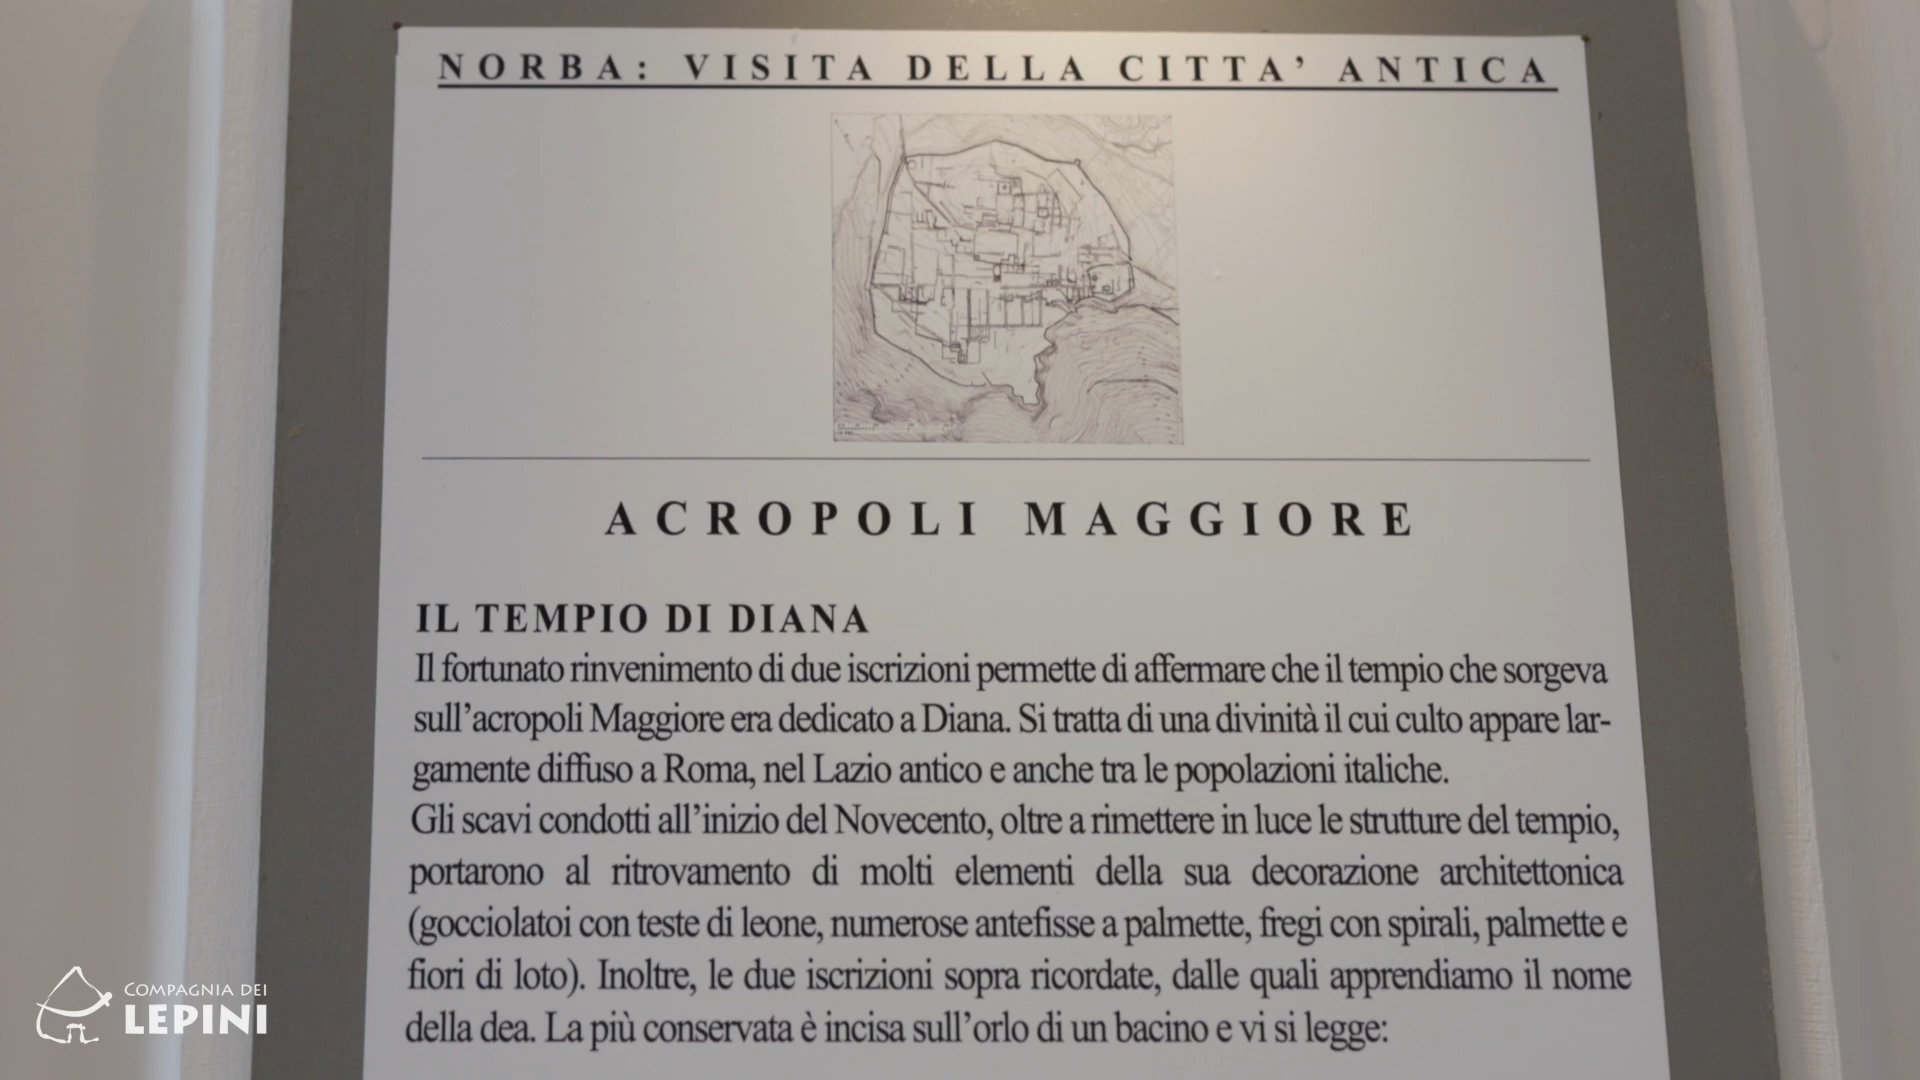 NORBA: VISITA DELLA CITTA' ANTICA
ACROPOLI MAGGIORE
IL TEMPIO DI DIANA
Il fortunato rinvenimento di due iscrizioni permette di affermare che il tempio che sorgeva
sull'acropoli Maggiore era dedicato a Diana. Si tratta di una divinità il cui culto appare lar-
gamente diffuso a Roma, nel Lazio antico e anche tra le popolazioni italiche.
Gli scavi condotti all'inizio del Novecento, oltre a rimettere in luce le strutture del tempio,
portarono al ritrovamento di molti elementi della sua decorazione architettonica
(gocciolatoi con teste di leone, numerose antefisse a palmette, fregi con spirali, palmette e
fiori di loto). Inoltre, le due iscrizioni sopra ricordate, dalle quali apprendiamo il nome
della dea. La più conservata è incisa sull'orlo di un bacino e vi si legge:
COMPAGNIA DEI
LEPINI